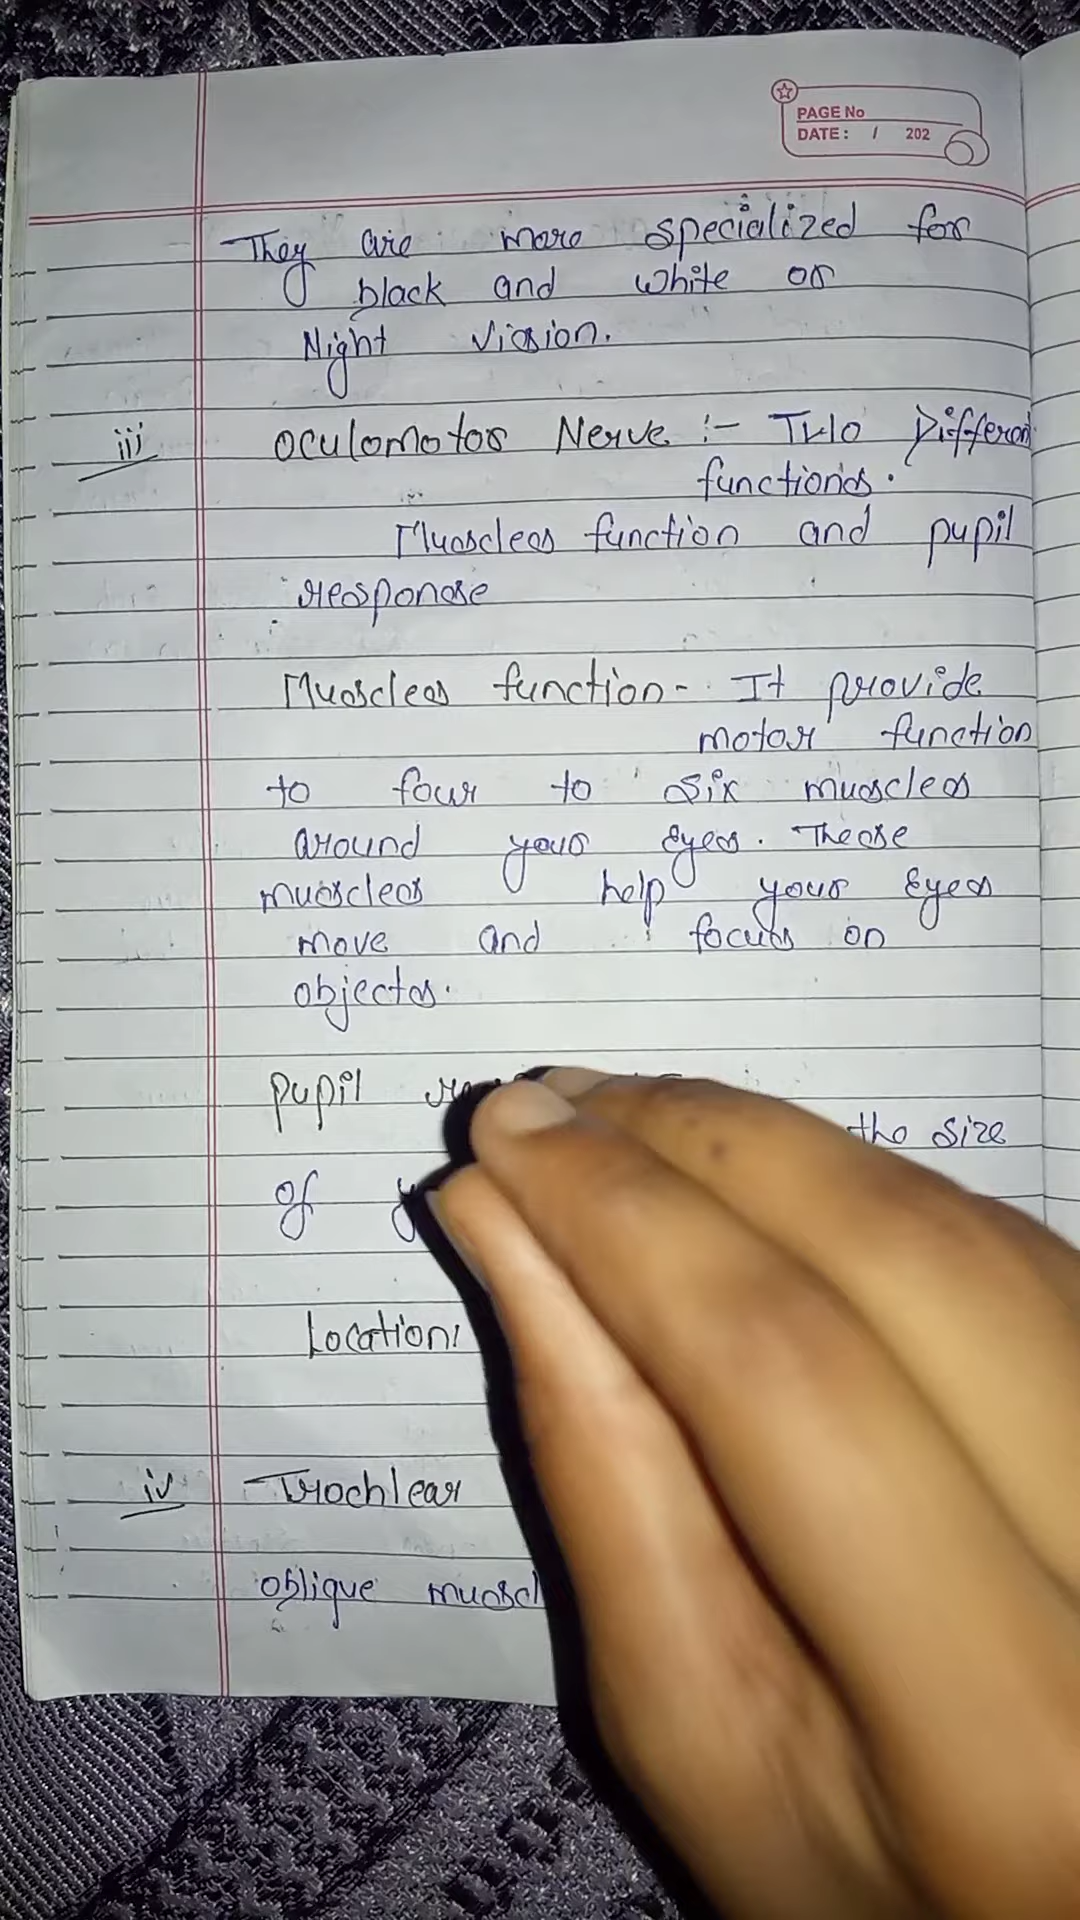 PAGE No
DATE: / 202
They are more specialized for
black and white or
Night Vission.
iii Oculomotor Nerve :- Two Different
functions.
Muscles function and pupil
response
Muscles function - It provide
motor function
to four to six muscles
around your Eyes. These
muscles help your Eyes
move and focus on
objects.
pupil
the size
of
Location:
iv Trochlear
oblique